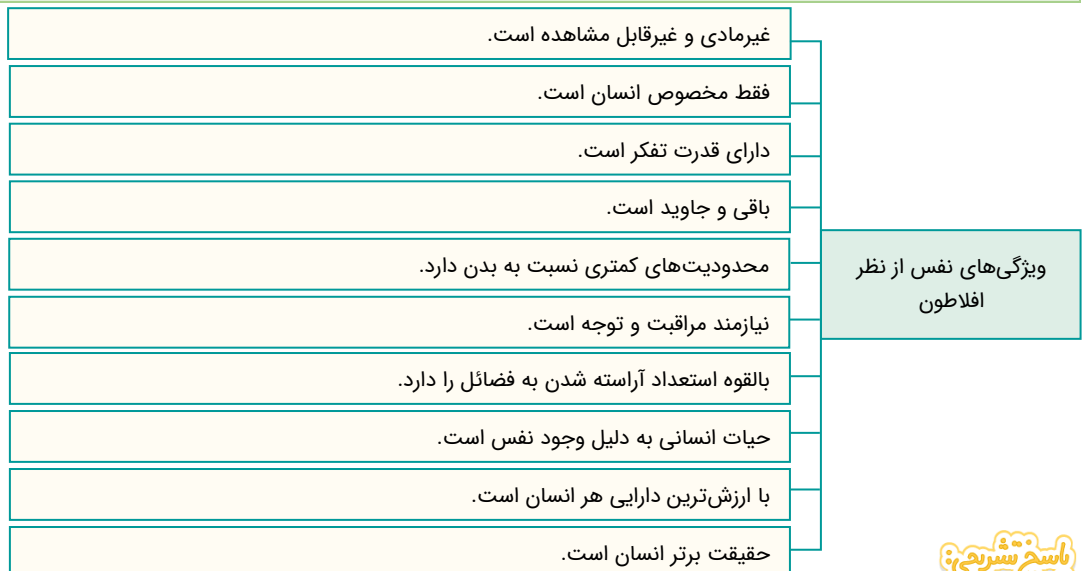 غیرمادی و غیرقابل مشاهده است.
فقط مخصوص انسان است.
دارای قدرت تفکر است.
باقی و جاوید است.
محدودیت‌های کمتری نسبت به بدن دارد.
نیازمند مراقبت و توجه است.
بالقوه استعداد آراسته شدن به فضائل را دارد.
حیات انسانی به دلیل وجود نفس است.
با ارزش‌ترین دارایی هر انسان است.
حقیقت برتر انسان است.
ویژگی‌های نفس از نظر
افلاطون
پاسخ تشریحی: